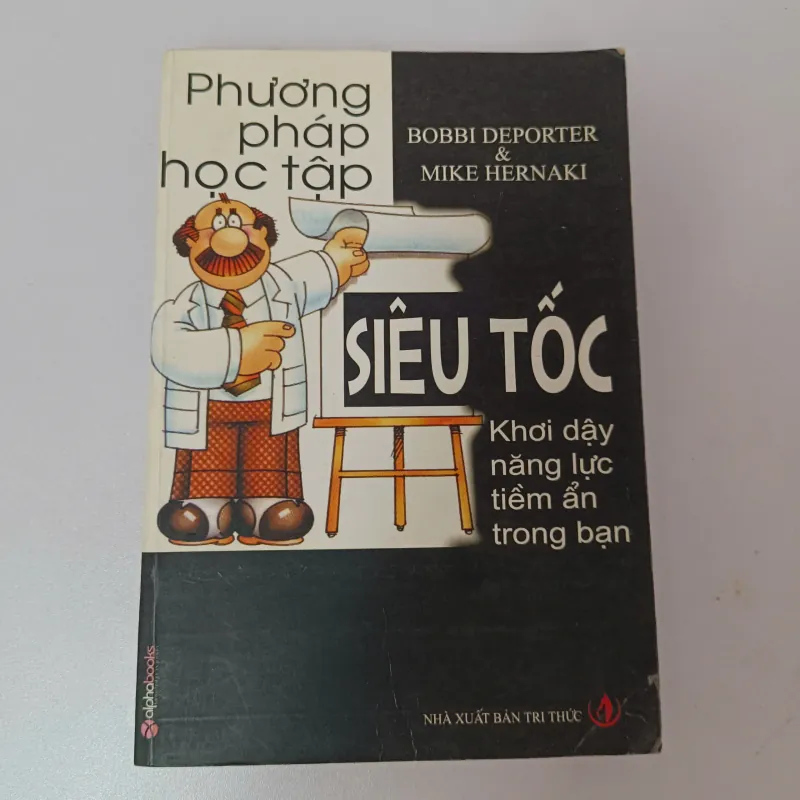 Phương
pháp
học tập
BOBBI DEPORTER
&
MIKE HERNAKI
SIÊU TỐC
Khơi dậy
năng lực
tiềm ẩn
trong bạn
alphabooks
NHÀ XUẤT BẢN TRI THỨC